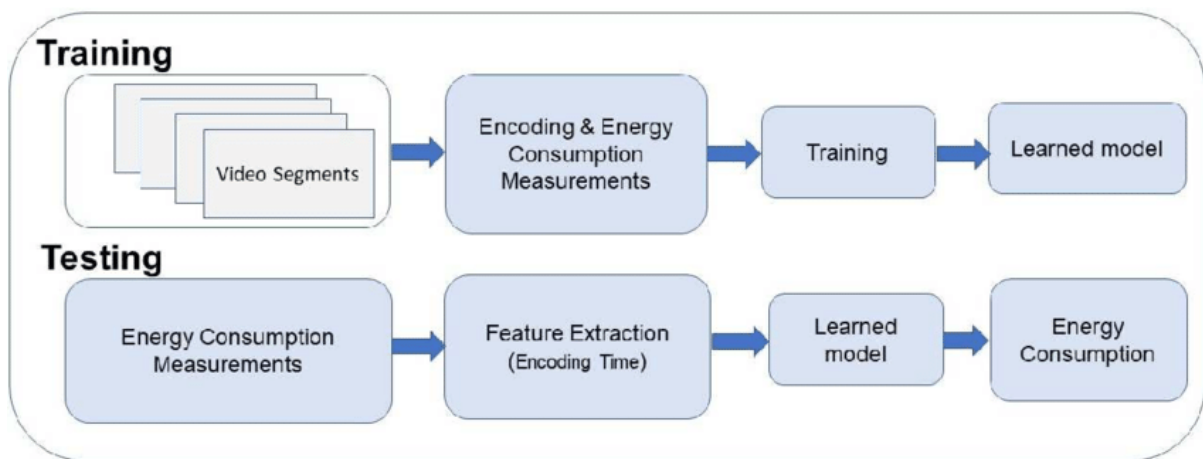 Training
Video Segments
Encoding & Energy
Consumption
Measurements
Training
Learned model
Testing
Energy Consumption
Measurements
Feature Extraction
(Encoding Time)
Learned
model
Energy
Consumption